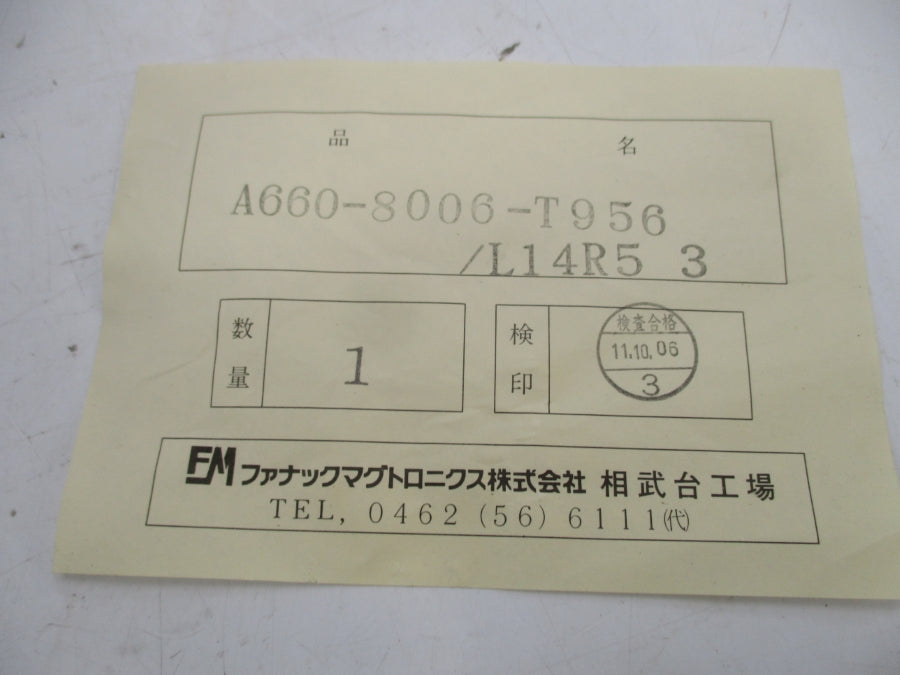 品名
A660-8006-T956
/L14R5 3
数量
1
検印
検査合格
11.10.06
3
FM ファナックマグトロニクス株式会社 相武台工場
TEL, 0462 (56) 6111(代)